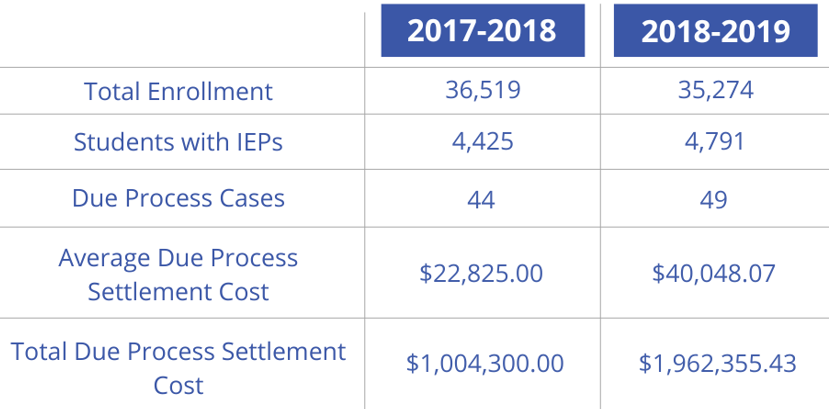 2017-2018 2018-2019
Total Enrollment 36,519 35,274
Students with IEPs 4,425 4,791
Due Process Cases 44 49
Average Due Process
Settlement Cost $22,825.00 $40,048.07
Total Due Process Settlement
Cost $1,004,300.00 $1,962,355.43